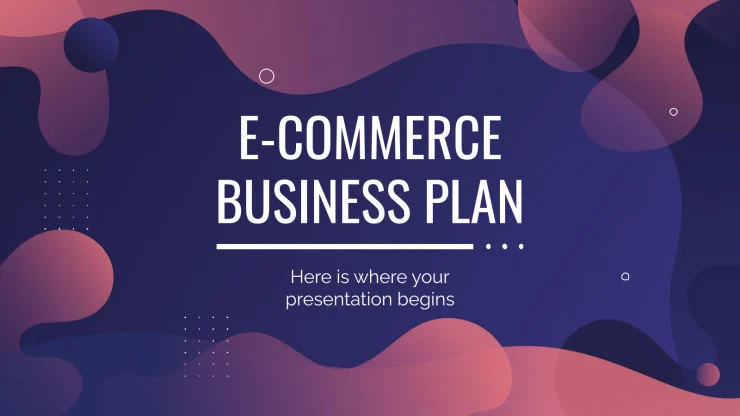 E-COMMERCE
BUSINESS PLAN
Here is where your
presentation begins